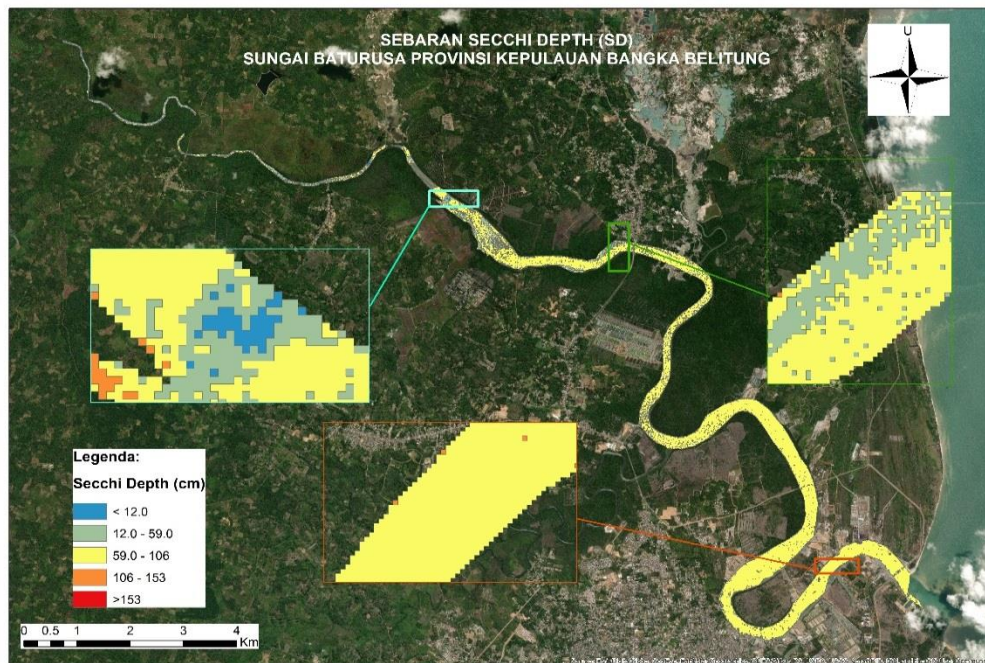 SEBARAN SECCHI DEPTH (SD)
SUNGAI BATURUSA PROVINSI KEPULAUAN BANGKA BELITUNG
U
Legenda:
Secchi Depth (cm)
< 12.0
12.0 - 59.0
59.0 - 106
106 - 153
>153
0 0.5 1 2 3 4
Km